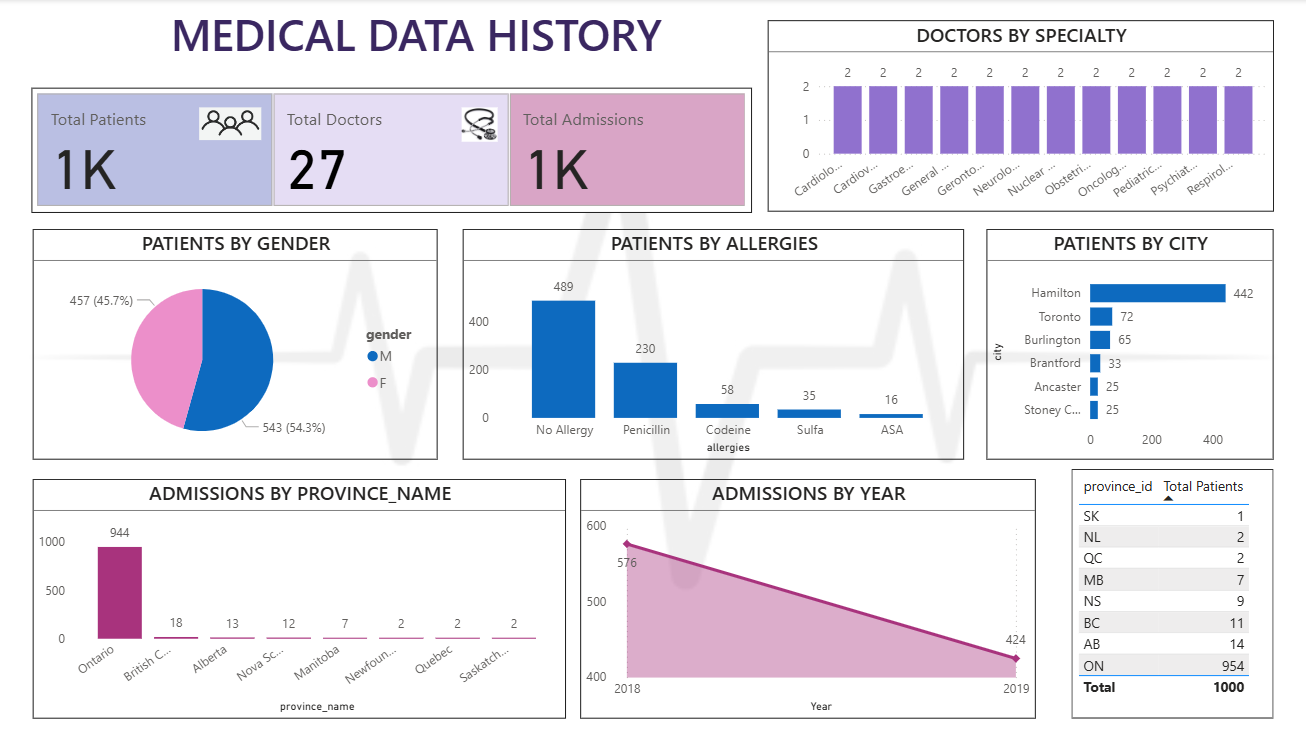 MEDICAL DATA HISTORY
Total Patients
1K
Total Doctors
27
Total Admissions
1K
DOCTORS BY SPECIALTY
2 2 2 2 2 2 2 2 2 2 2 2
2
1
0
Cardiolo... Cardiov... Gastroe... General ... Geronto... Neurolo... Nuclear ... Obstetri... Oncolog... Pediatric... Psychiat... Respirol...
PATIENTS BY GENDER
457 (45.7%)
543 (54.3%)
gender
M
F
PATIENTS BY ALLERGIES
489
230
58
35
16
400
200
0
No Allergy Penicillin Codeine Sulfa ASA
allergies
PATIENTS BY CITY
city
Hamilton 442
Toronto 72
Burlington 65
Brantford 33
Ancaster 25
Stoney C... 25
0 200 400
ADMISSIONS BY PROVINCE_NAME
944 18 13 12 7 2 2 2
1000
500
0
Ontario British C... Alberta Nova Sc... Manitoba Newfoun... Quebec Saskatch...
province_name
ADMISSIONS BY YEAR
600
500
400
576
424
2018 2019
Year
province_id Total Patients
SK 1
NL 2
QC 2
MB 7
NS 9
BC 11
AB 14
ON 954
Total 1000